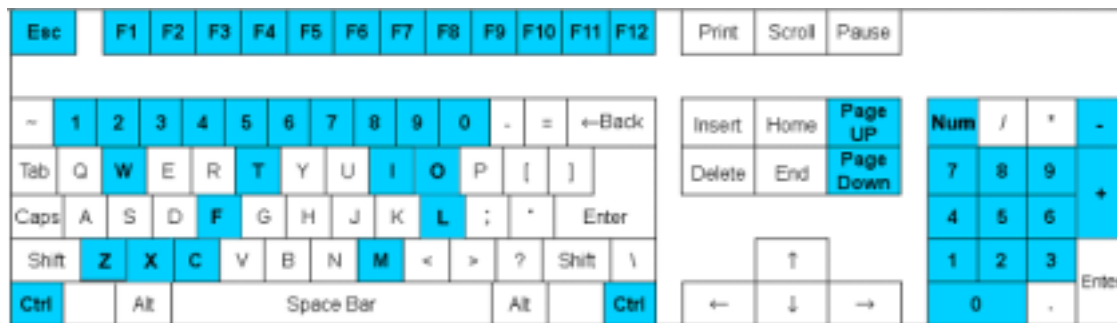 Esc F1 F2 F3 F4 F5 F6 F7 F8 F9 F10 F11 F12 Print Scroll Pause
~ 1 2 3 4 5 6 7 8 9 0 - = ←Back Insert Home Page UP Num / * -
Tab Q W E R T Y U I O P [ ] Delete End Page Down 7 8 9 +
Caps A S D F G H J K L ; " Enter 4 5 6
Shift Z X C V B N M < > ? Shift \ ↑ 1 2 3 Enter
Ctrl Alt Space Bar Alt Ctrl ← ↓ → 0 .